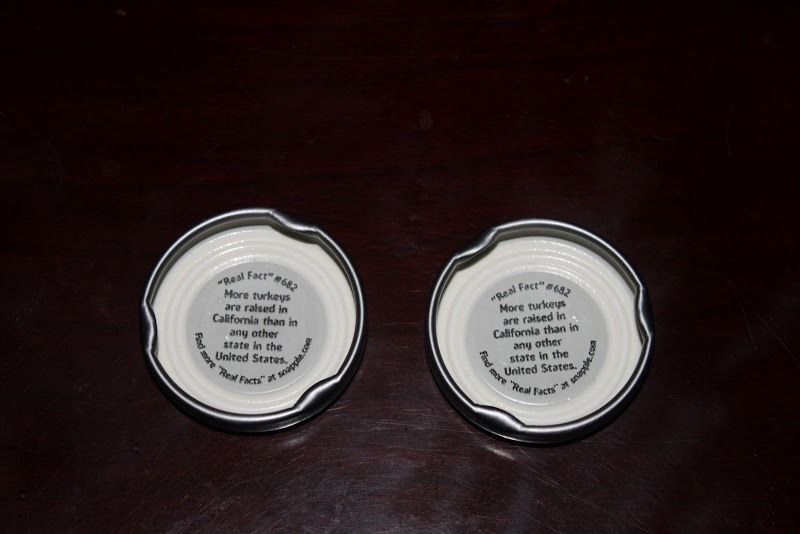 "Real Fact" #682
More turkeys
are raised in
California than in
any other
state in the
United States.
Find more "Real Facts" at snapple.com
"Real Fact" #682
More turkeys
are raised in
California than in
any other
state in the
United States.
Find more "Real Facts" at snapple.com